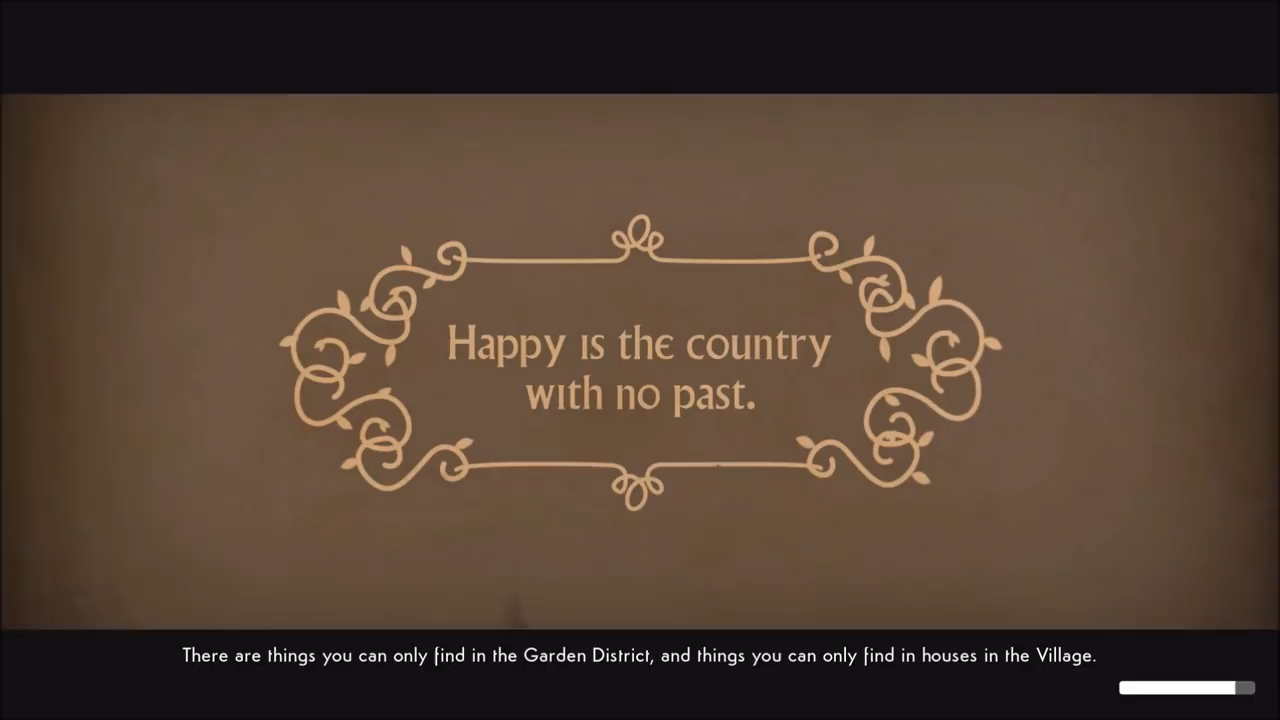 Happy is the country
with no past.
There are things you can only find in the Garden District, and things you can only find in houses in the Village.